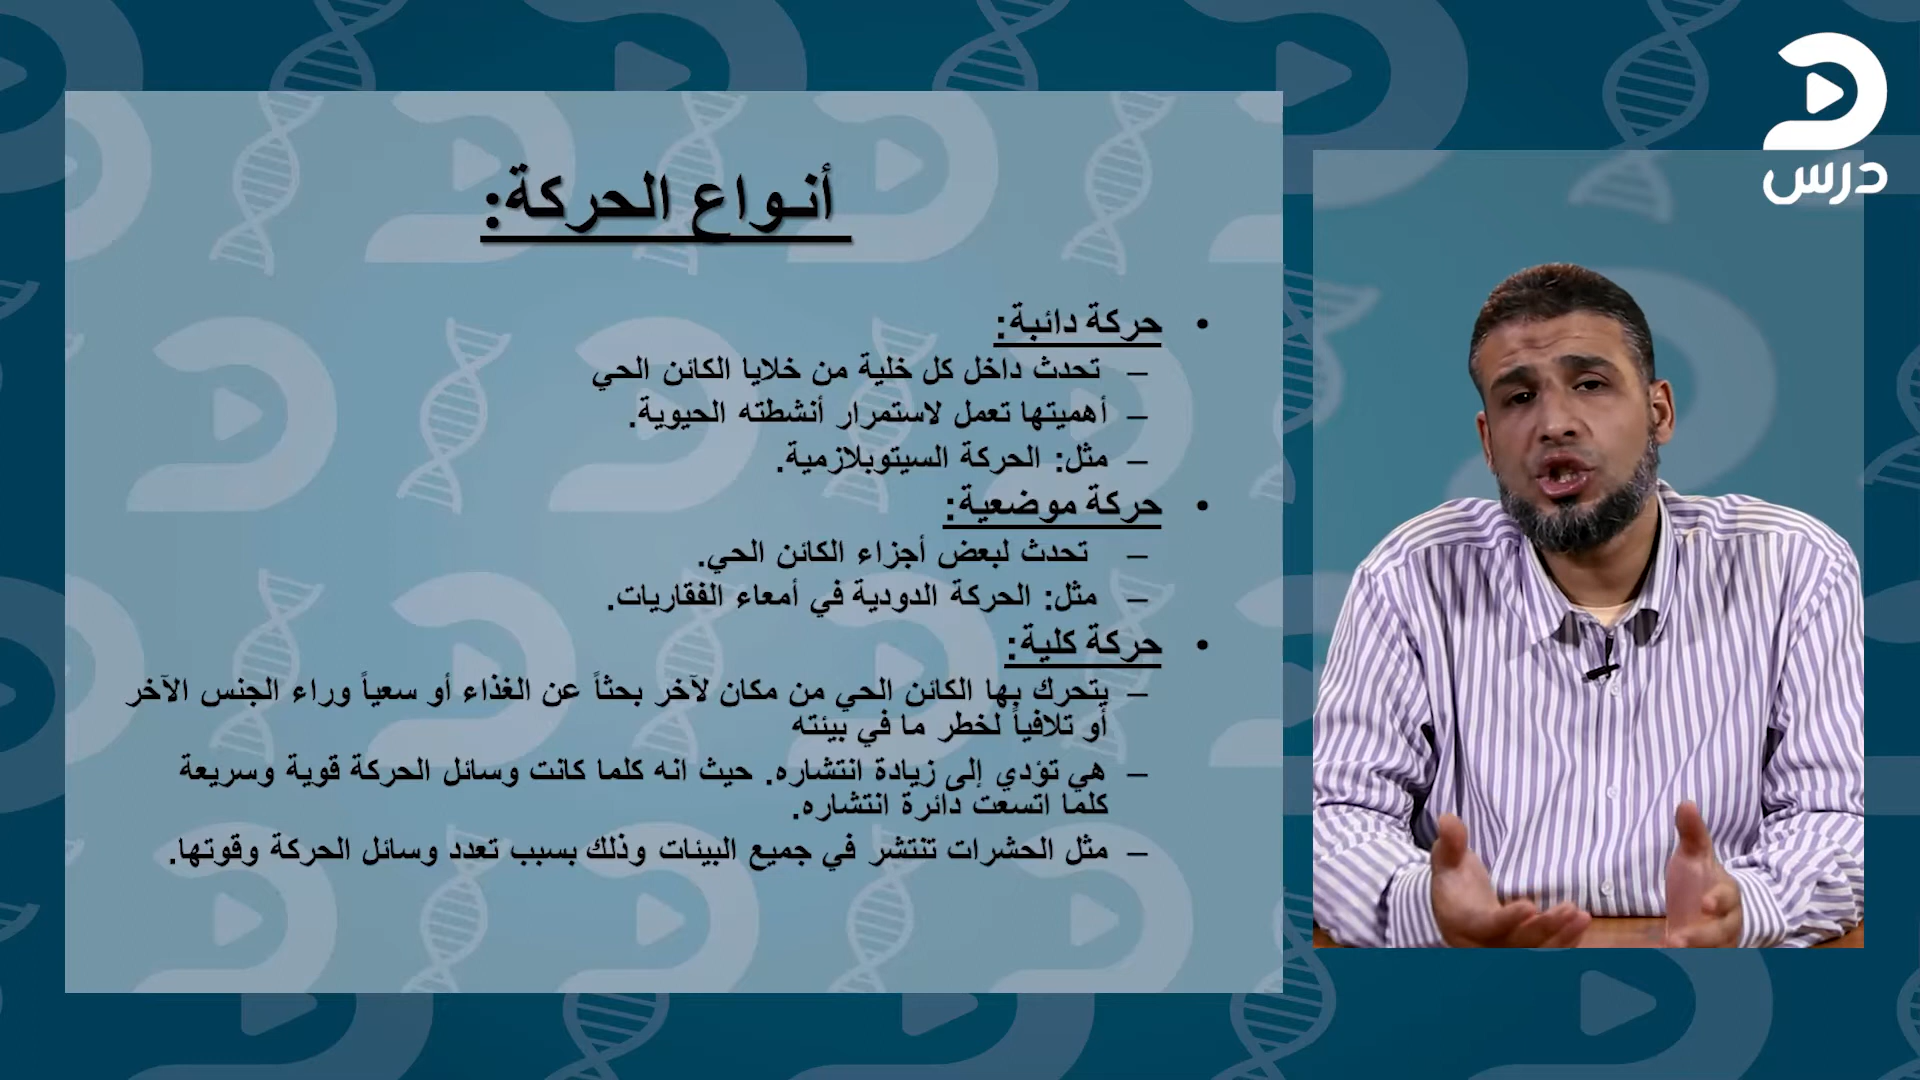 درس
أنـواع الحركة:
• حركة دائبة:
– تحدث داخل كل خلية من خلايا الكائن الحي
– أهميتها تعمل لاستمرار أنشطته الحيوية.
– مثل: الحركة السيتوبلازمية.
• حركة موضعية:
– تحدث لبعض أجزاء الكائن الحي.
– مثل: الحركة الدودية في أمعاء الفقاريات.
• حركة كلية:
– يتحرك بها الكائن الحي من مكان لآخر بحثاً عن الغذاء أو سعياً وراء الجنس الآخر
أو تلافياً لخطر ما في بيئته
– هي تؤدي إلى زيادة انتشاره. حيث انه كلما كانت وسائل الحركة قوية وسريعة
كلما اتسعت دائرة انتشاره.
– مثل الحشرات تنتشر في جميع البيئات وذلك بسبب تعدد وسائل الحركة وقوتها.